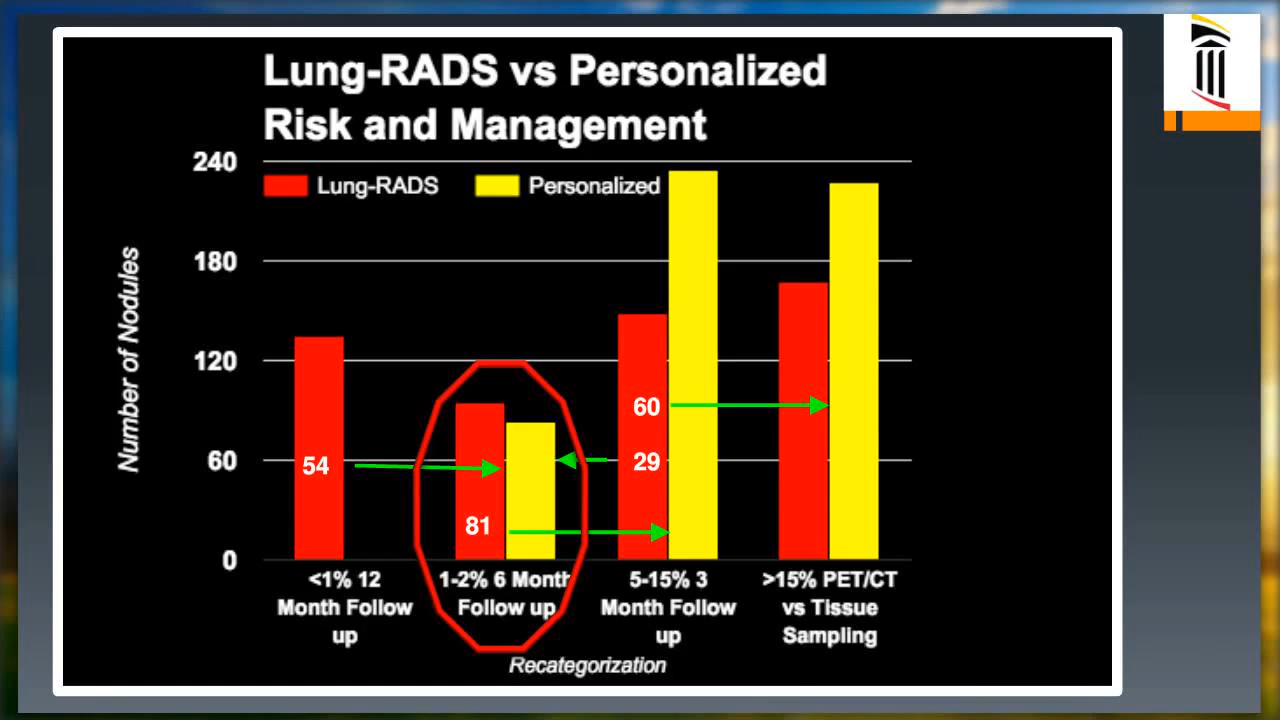 Lung-RADS vs Personalized
Risk and Management
240
Lung-RADS
Personalized
180
120
60
0
Number of Nodules
54
81
60
29
<1% 12
Month Follow
up
1-2% 6 Month
Follow up
5-15% 3
Month Follow
up
>15% PET/CT
vs Tissue
Sampling
Recategorization